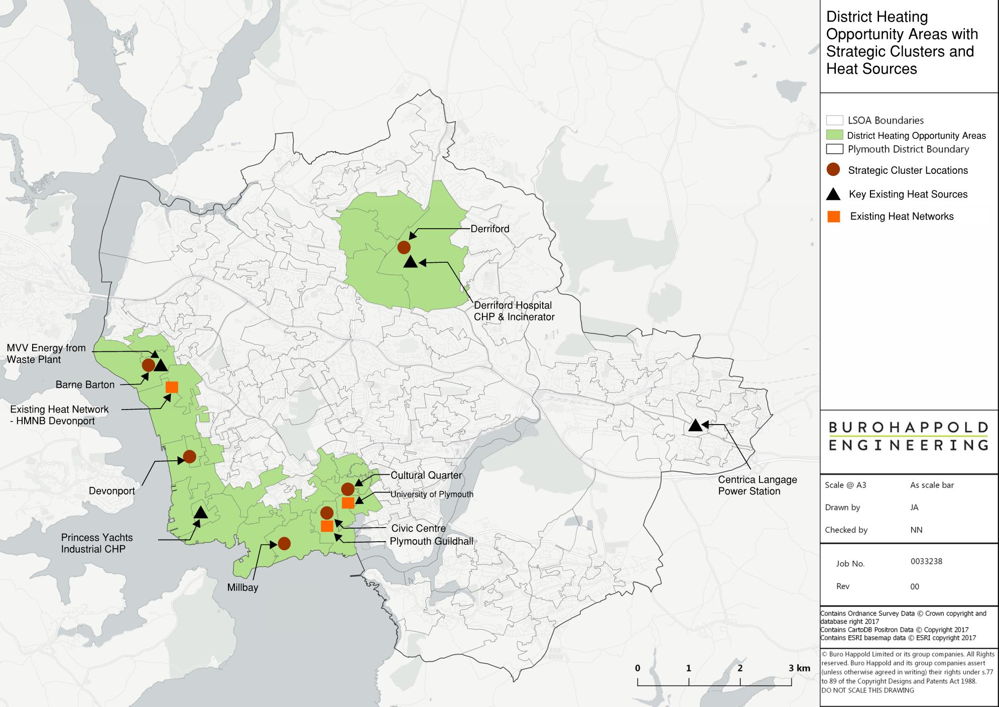 District Heating
Opportunity Areas with
Strategic Clusters and
Heat Sources
LSOA Boundaries
District Heating Opportunity Areas
Plymouth District Boundary
Strategic Cluster Locations
Key Existing Heat Sources
Existing Heat Networks
Derriford
Derriford Hospital
CHP & Incinerator
MVV Energy from
Waste Plant
Barne Barton
Existing Heat Network
- HMNB Devonport
Devonport
Princess Yachts
Industrial CHP
Millbay
Cultural Quarter
University of Plymouth
Civic Centre
Plymouth Guildhall
Centrica Langage
Power Station
0 1 2 3 km
BUROHAPPOLD
ENGINEERING
Scale @ A3 As scale bar
Drawn by JA
Checked by NN
Job No. 0033238
Rev 00
Contains Ordnance Survey Data © Crown copyright and
database right 2017
Contains CartoDB Positron Data © Copyright 2017
Contains ESRI basemap data © ESRI copyright 2017
© Buro Happold Limited or its group companies. All Rights
reserved. Buro Happold and its group companies assert
(unless otherwise agreed in writing) their rights under s.77
to 89 of the Copyright Designs and Patents Act 1988.
DO NOT SCALE THIS DRAWING